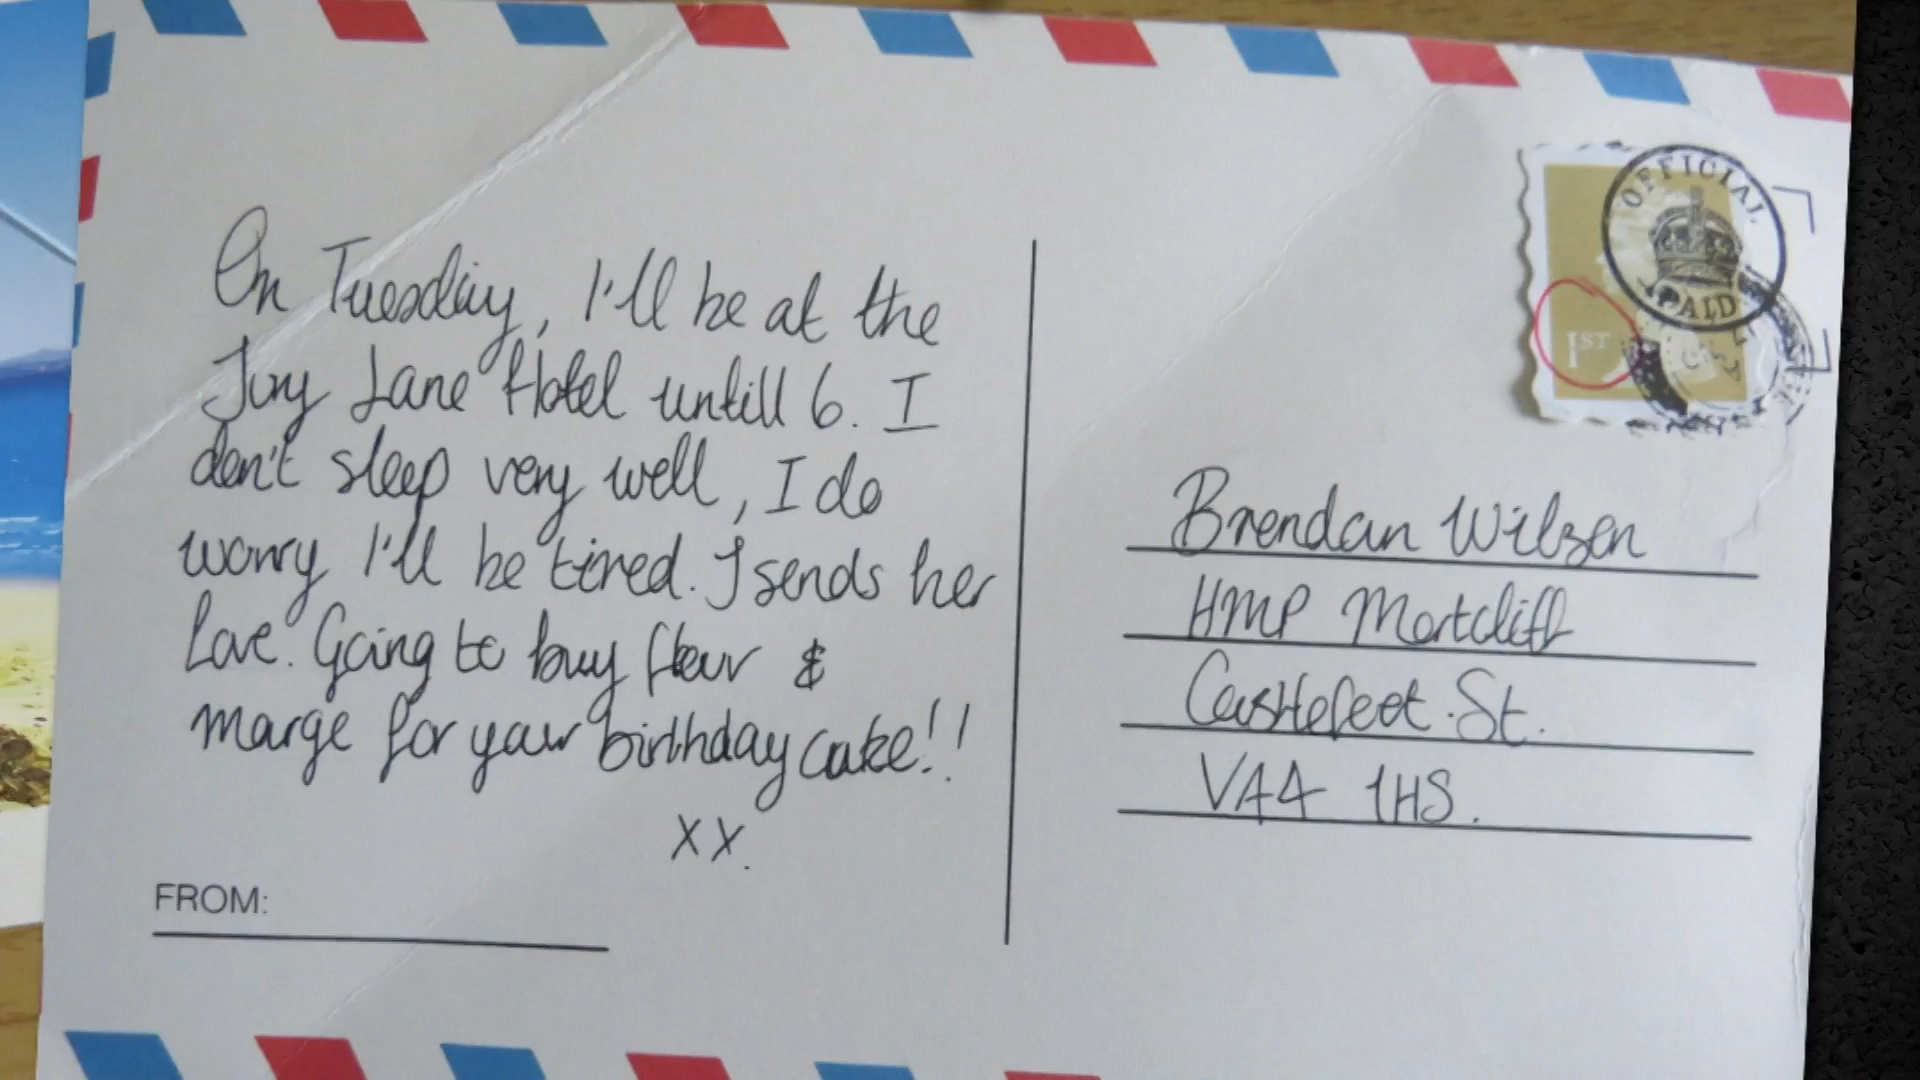 On Tuesday, I'll be at the
Joy Lane Hotel untill 6. I
don't sleep very well, I do
worry I'll be tired. J sends her
love. Going to buy flour &
marge for your birthday cake!!
xx.
FROM:
OFFICIAL
PAID
1ST
Brendan Wilson
HMP Mortcliff
Castlefoot. St.
VA4 1HS.